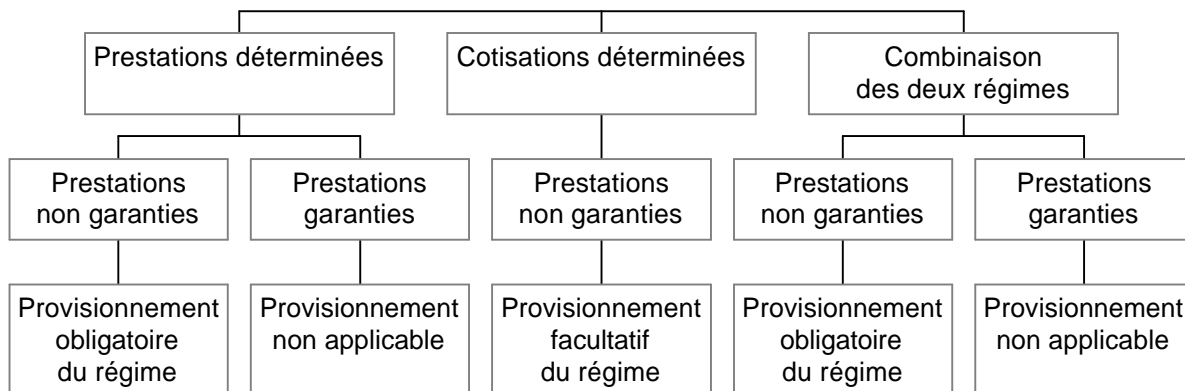 Prestations déterminées
Cotisations déterminées
Combinaison
des deux régimes
Prestations
non garanties
Prestations
garanties
Prestations
non garanties
Prestations
non garanties
Prestations
garanties
Provisionnement
obligatoire
du régime
Provisionnement
non applicable
Provisionnement
facultatif
du régime
Provisionnement
obligatoire
du régime
Provisionnement
non applicable